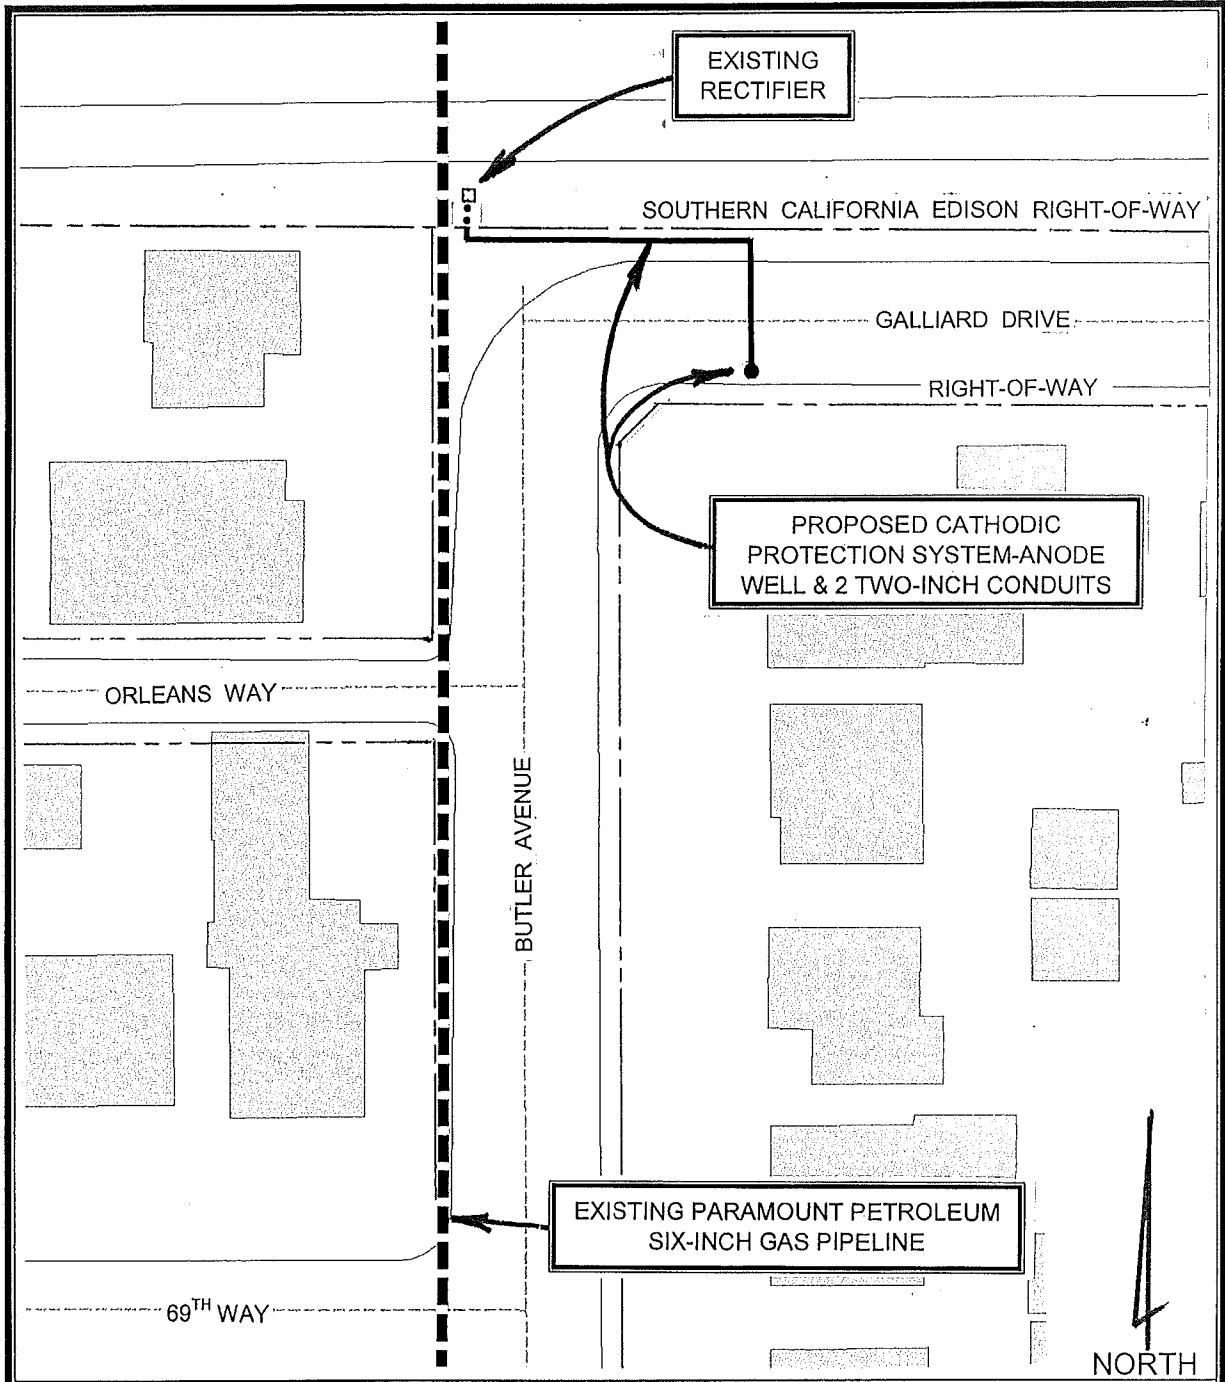 EXISTING
RECTIFIER
SOUTHERN CALIFORNIA EDISON RIGHT-OF-WAY
GALLIARD DRIVE
RIGHT-OF-WAY
PROPOSED CATHODIC
PROTECTION SYSTEM-ANODE
WELL & 2 TWO-INCH CONDUITS
ORLEANS WAY
BUTLER AVENUE
EXISTING PARAMOUNT PETROLEUM
SIX-INCH GAS PIPELINE
69TH WAY
NORTH